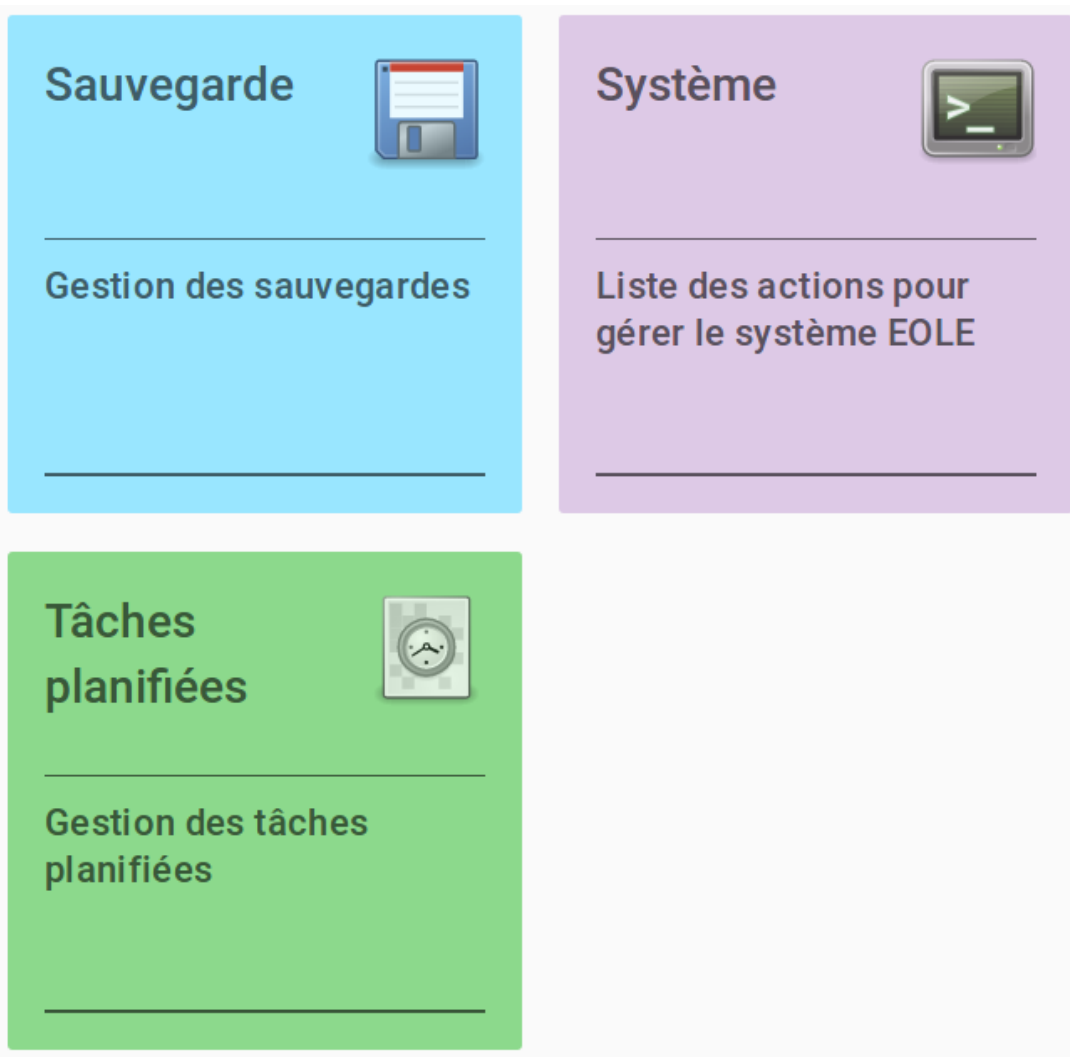 Sauvegarde
Gestion des sauvegardes
Système
>_
Liste des actions pour
gérer le système EOLE
Tâches
planifiées
Gestion des tâches
planifiées